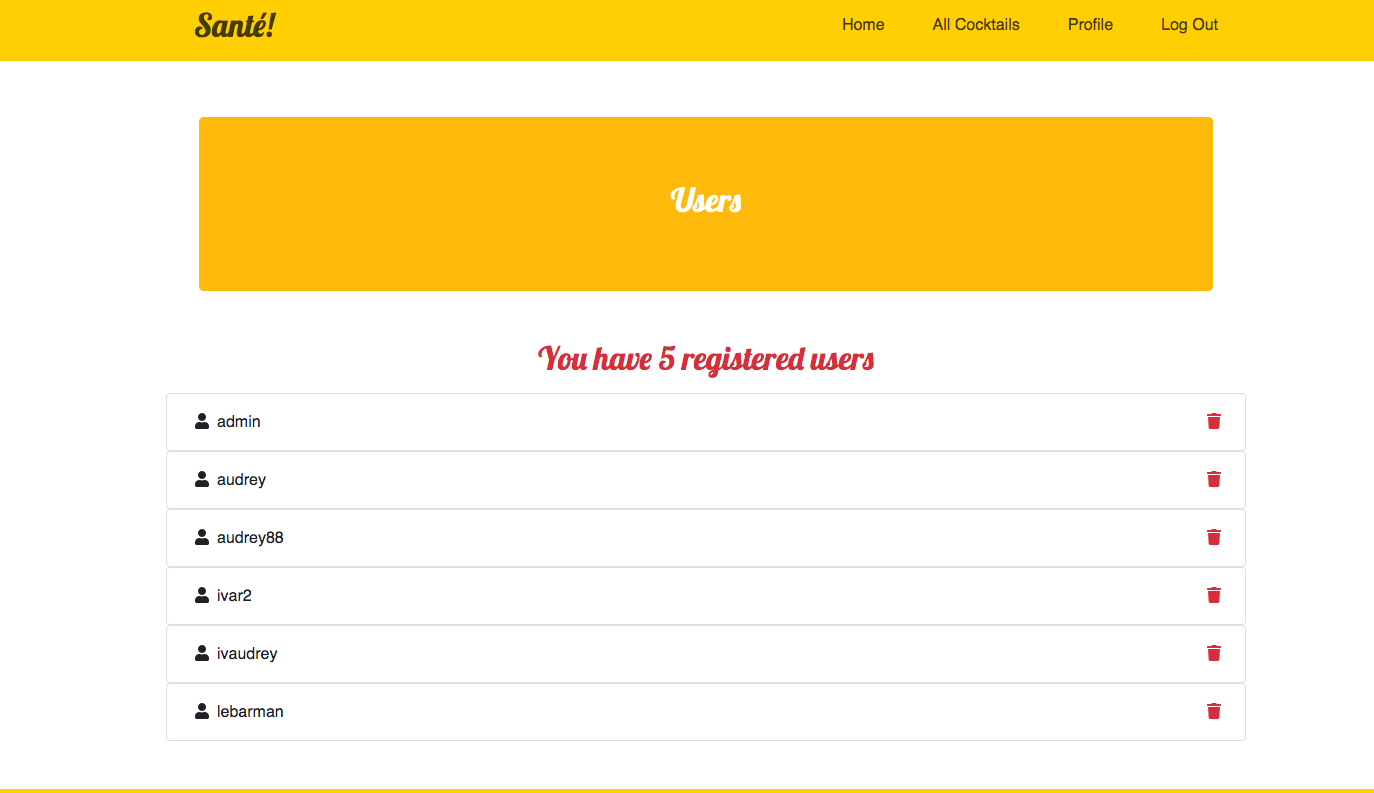 Santé! Home All Cocktails Profile Log Out
Users
You have 5 registered users
admin
audrey
audrey88
ivar2
ivaudrey
lebarman